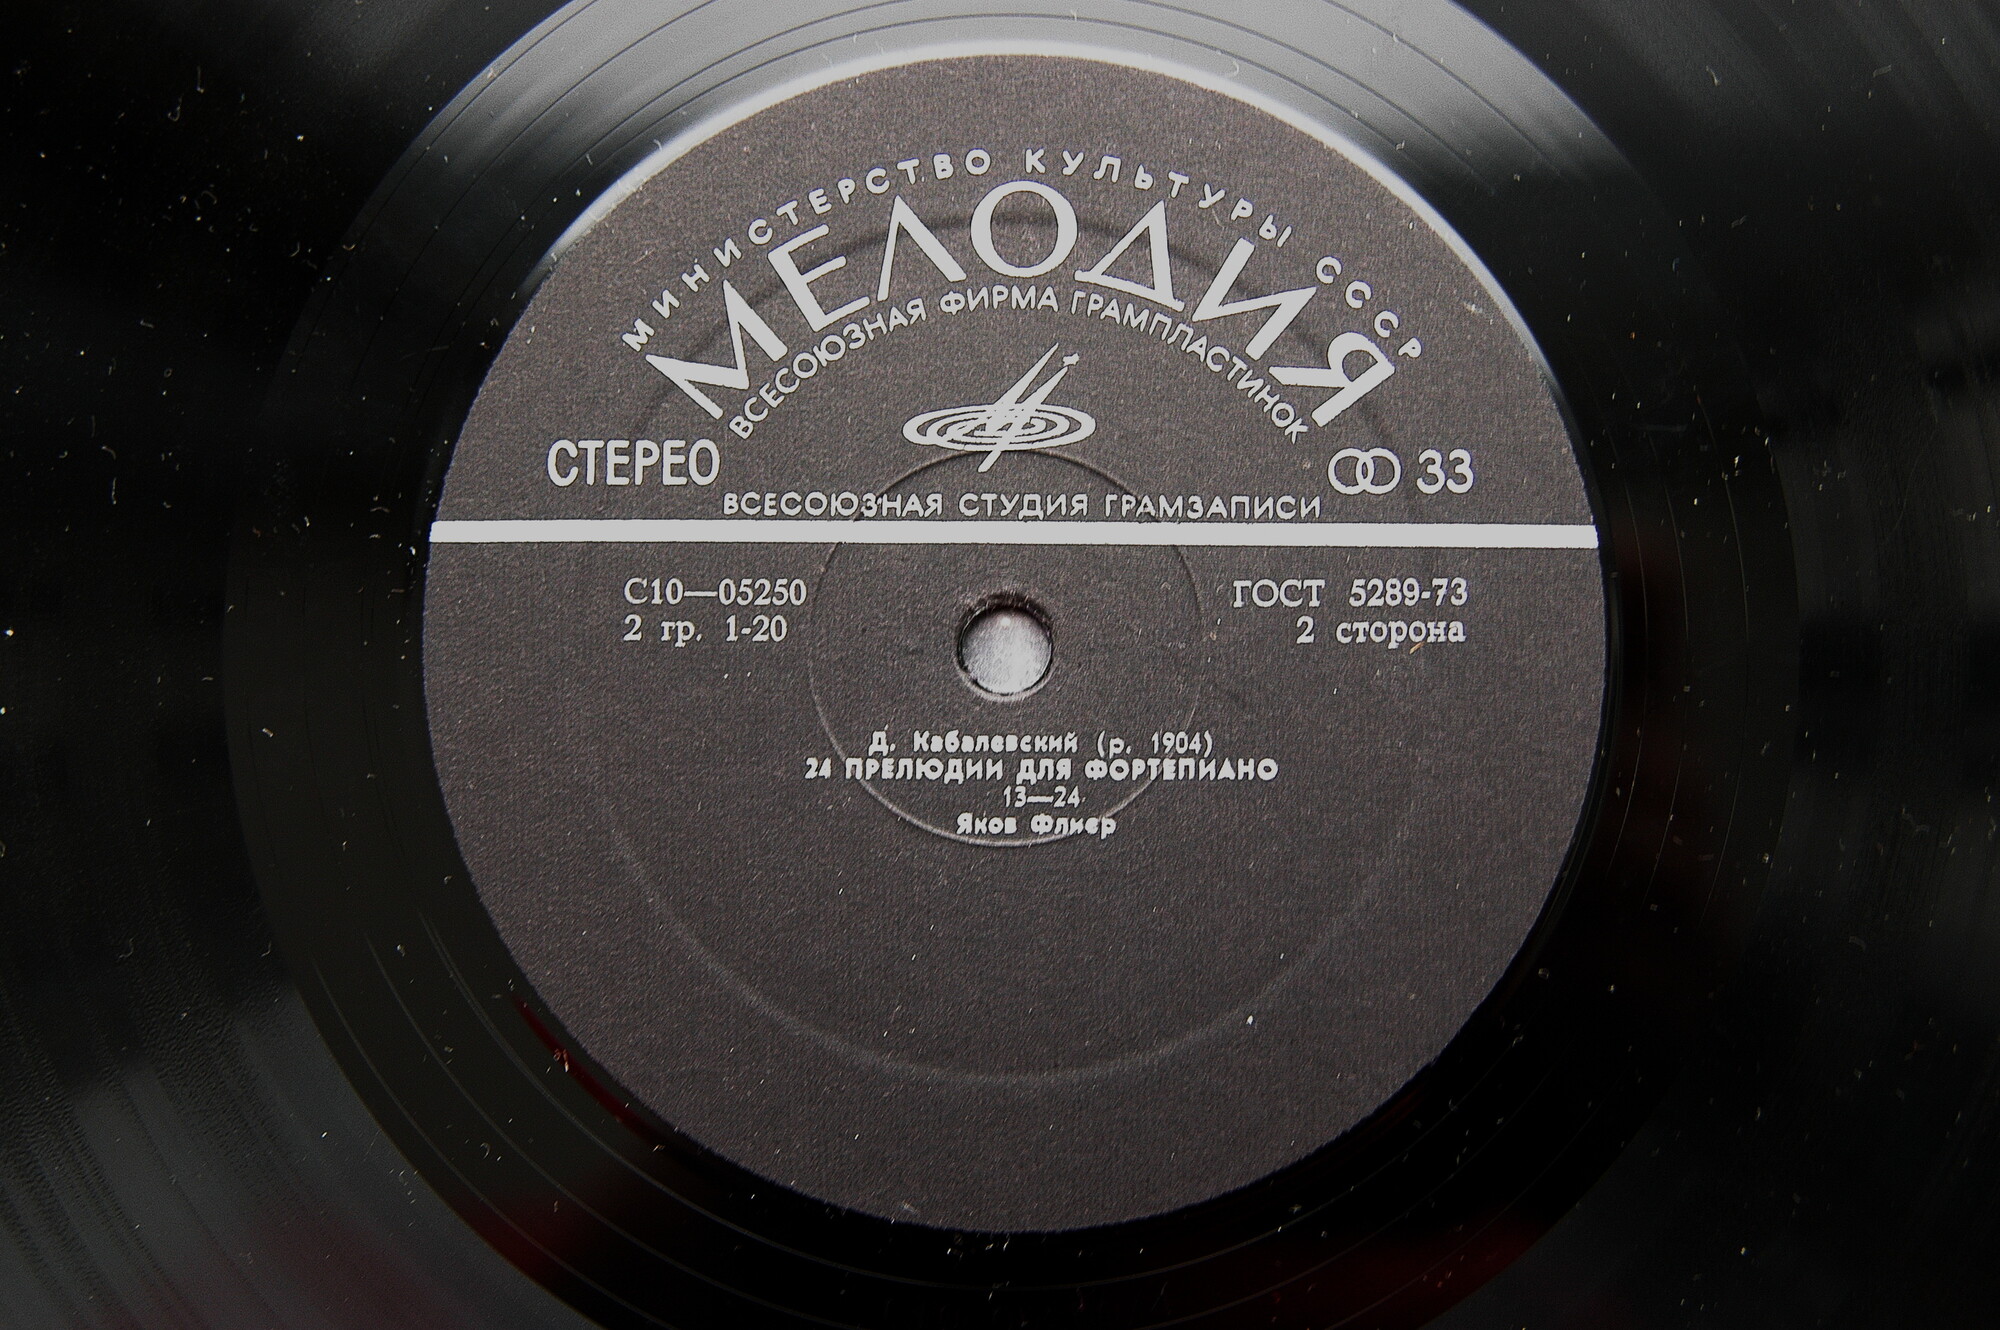 МИНИСТЕРСТВО КУЛЬТУРЫ СССР
МЕЛОДИЯ
ВСЕСОЮЗНАЯ ФИРМА ГРАМПЛАСТИНОК
СТЕРЕО
33
ВСЕСОЮЗНАЯ СТУДИЯ ГРАМЗАПИСИ
С10—05250
ГОСТ 5289-73
2 гр. 1-20
2 сторона
Д. Кабалевский (р. 1904)
24 ПРЕЛЮДИИ ДЛЯ ФОРТЕПИАНО
13—24
Яков Флиер